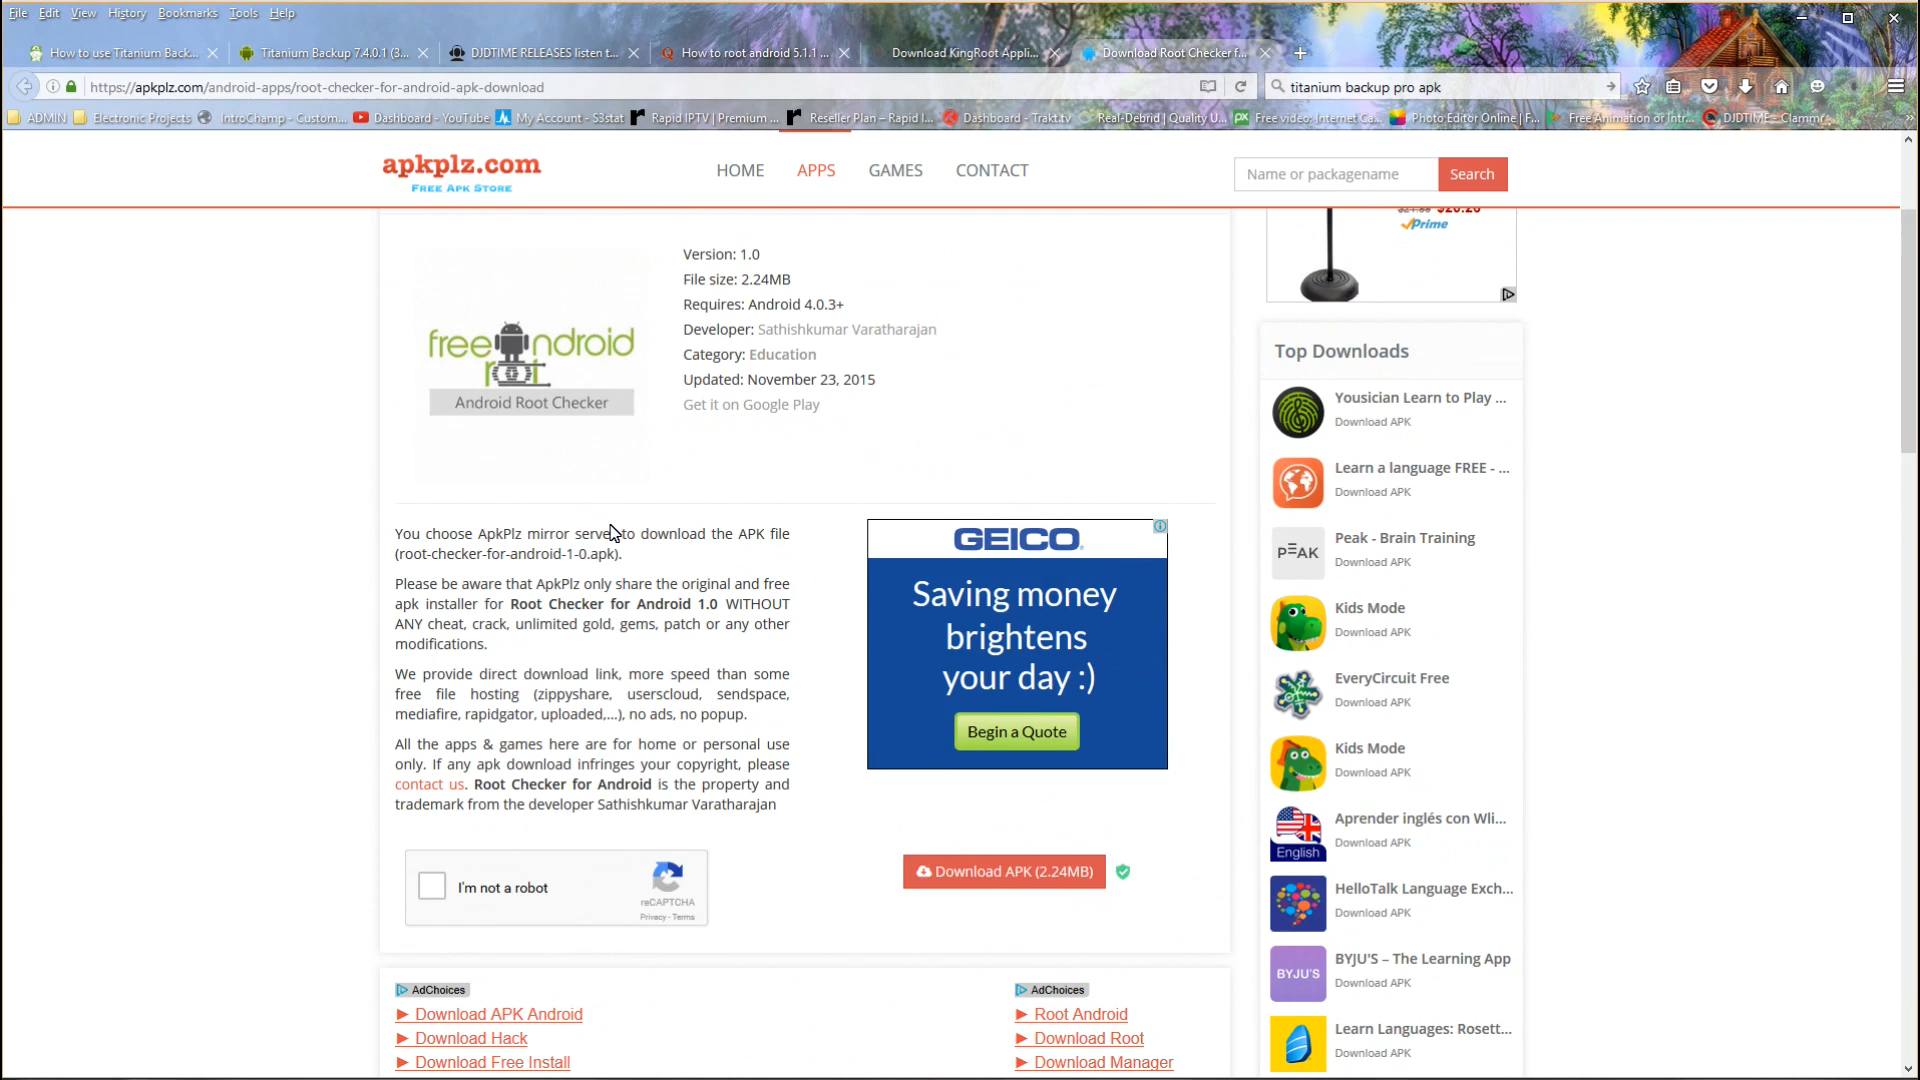 File Edit View History Bookmarks Tools Help
How to use Titanium Back... Titanium Backup 7.4.0.1 (3... DJDTIME RELEASES listen t... How to root android 5.1.1 ... Download KingRoot Appli... Download Root Checker f...
https://apkplz.com/android-apps/root-checker-for-android-apk-download titanium backup pro apk
ADMIN Electronic Projects IntroChamp - Custom... Dashboard - YouTube My Account - S3stat Rapid IPTV | Premium ... Reseller Plan – Rapid I... Dashboard - Trakt.tv Real-Debrid | Quality U... Free video: Internet Ca... Photo Editor Online | F... Free Animation or Intr... DJDTIME - Clammr
apkplz.com
FREE APK STORE
HOME APPS GAMES CONTACT
Name or packagename Search
$20.20
Prime
Version: 1.0
File size: 2.24MB
Requires: Android 4.0.3+
Developer: Sathishkumar Varatharajan
Category: Education
Updated: November 23, 2015
Get it on Google Play
free android
root
Android Root Checker
You choose ApkPlz mirror server to download the APK file
(root-checker-for-android-1-0.apk).
Please be aware that ApkPlz only share the original and free
apk installer for Root Checker for Android 1.0 WITHOUT
ANY cheat, crack, unlimited gold, gems, patch or any other
modifications.
We provide direct download link, more speed than some
free file hosting (zippyshare, userscloud, sendspace,
mediafire, rapidgator, uploaded,...), no ads, no popup.
All the apps & games here are for home or personal use
only. If any apk download infringes your copyright, please
contact us. Root Checker for Android is the property and
trademark from the developer Sathishkumar Varatharajan
GEICO
Saving money
brightens
your day :)
Begin a Quote
I'm not a robot
reCAPTCHA
Privacy - Terms
Download APK (2.24MB)
AdChoices
Download APK Android
Download Hack
Download Free Install
AdChoices
Root Android
Download Root
Download Manager
Top Downloads
Yousician Learn to Play ...
Download APK
Learn a language FREE - ...
Download APK
PEAK
Peak - Brain Training
Download APK
Kids Mode
Download APK
EveryCircuit Free
Download APK
Kids Mode
Download APK
English
Aprender inglés con Wli...
Download APK
HelloTalk Language Exch...
Download APK
BYJU'S
BYJU'S – The Learning App
Download APK
Learn Languages: Rosett...
Download APK